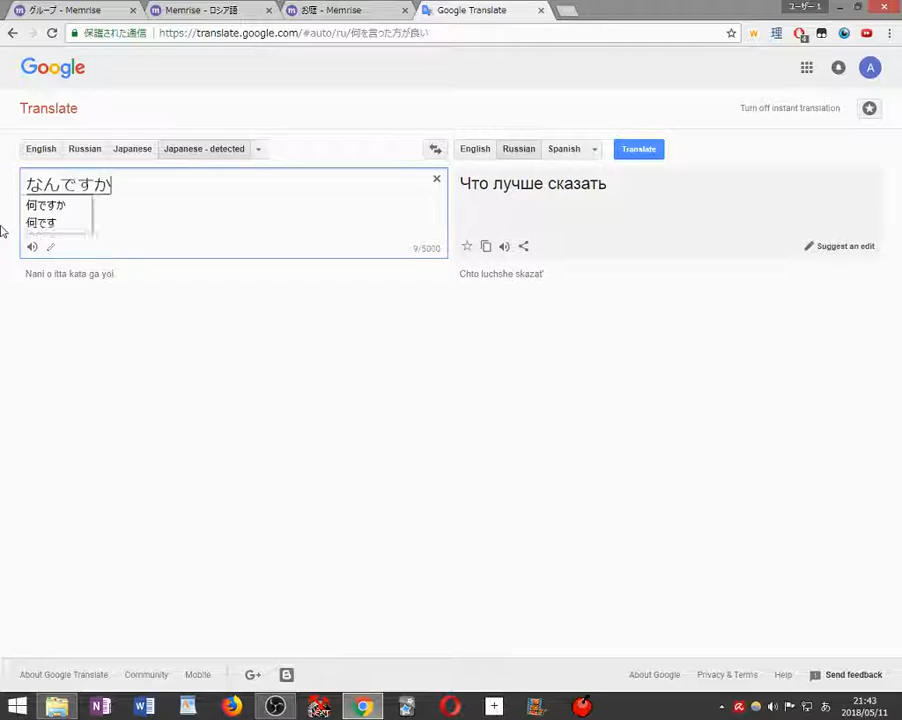 グループ - Memrise
Memrise - ロシア語
お庭 - Memrise
Google Translate
ユーザー 1
保護された通信
https://translate.google.com/#auto/ru/何を言った方が良い
Google
A
Translate
Turn off instant translation
English Russian Japanese Japanese - detected
English Russian Spanish Translate
なんですか
何ですか
何です
9/5000
Nani o itta kata ga yoi
Что лучше сказать
Suggest an edit
Chto luchshe skazat'
About Google Translate Community Mobile G+ B
About Google Privacy & Terms Help Send feedback
あ
21:43
2018/05/11